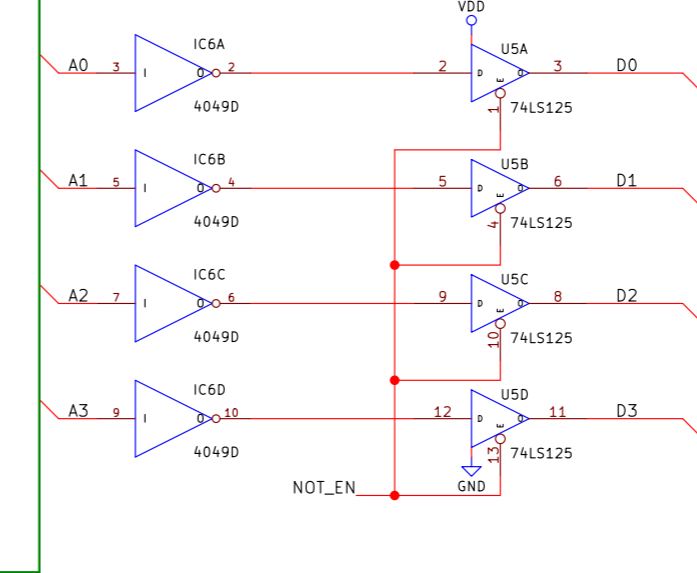 VDD
IC6A
U5A
A0 3 I O 2 2 D E O 3 D0
4049D
1 74LS125
IC6B
U5B
A1 5 I O 4 5 D E O 6 D1
4049D
4 74LS125
IC6C
U5C
A2 7 I O 6 9 D E O 8 D2
4049D
10 74LS125
IC6D
U5D
A3 9 I O 10 12 D E O 11 D3
4049D
13 74LS125
GND
NOT_EN